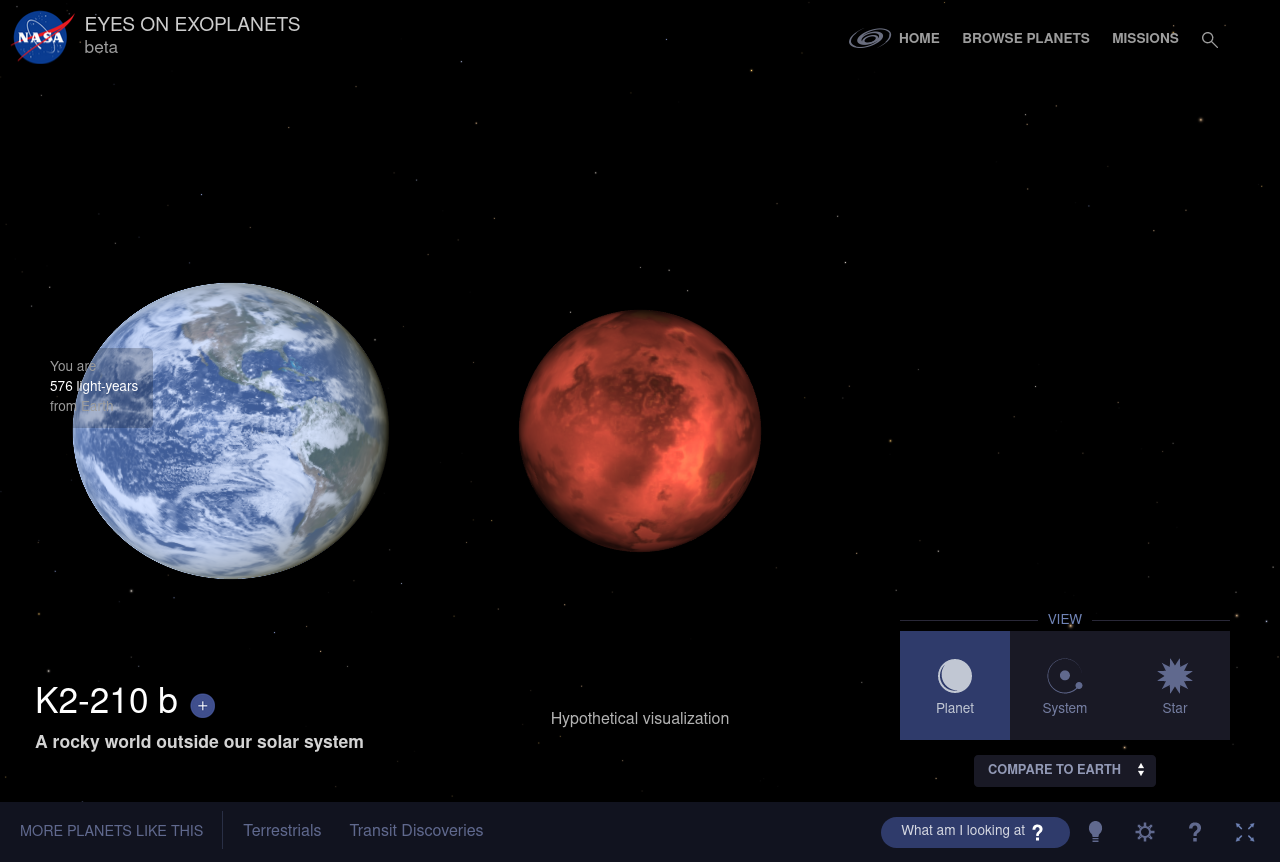 NASA
EYES ON EXOPLANETS
beta
HOME
BROWSE PLANETS
MISSIONS
You are
576 light-years
from Earth
VIEW
Planet
System
Star
K2-210 b +
A rocky world outside our solar system
Hypothetical visualization
COMPARE TO EARTH
MORE PLANETS LIKE THIS
Terrestrials
Transit Discoveries
What am I looking at ?
?